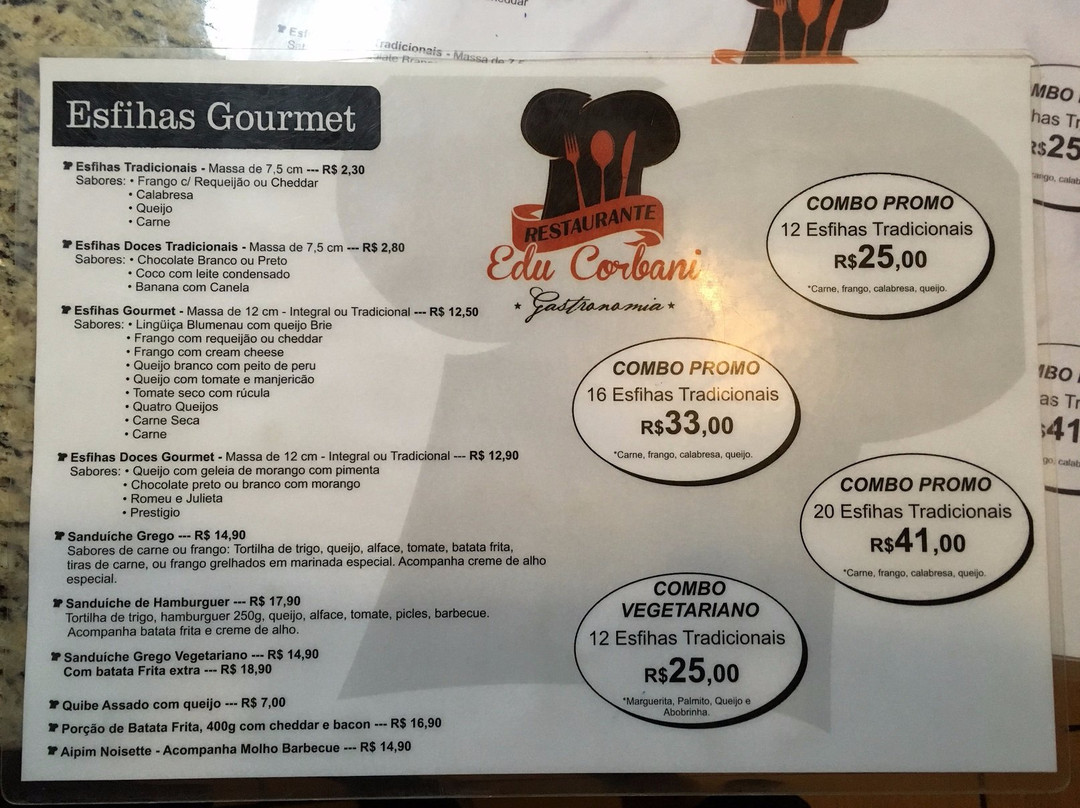 Esfihas Gourmet
Esfihas Tradicionais - Massa de 7,5 cm --- R$ 2,30
Sabores: • Frango c/ Requeijão ou Cheddar
• Calabresa
• Queijo
• Carne
Esfihas Doces Tradicionais - Massa de 7,5 cm --- R$ 2,80
Sabores: • Chocolate Branco ou Preto
• Coco com leite condensado
• Banana com Canela
Esfihas Gourmet - Massa de 12 cm - Integral ou Tradicional --- R$ 12,50
Sabores: • Lingüiça Blumenau com queijo Brie
• Frango com requeijão ou cheddar
• Frango com cream cheese
• Queijo branco com peito de peru
• Queijo com tomate e manjericão
• Tomate seco com rúcula
• Quatro Queijos
• Carne Seca
• Carne
Esfihas Doces Gourmet - Massa de 12 cm - Integral ou Tradicional --- R$ 12,90
Sabores: • Queijo com geleia de morango com pimenta
• Chocolate preto ou branco com morango
• Romeu e Julieta
• Prestigio
Sanduíche Grego --- R$ 14,90
Sabores de carne ou frango: Tortilha de trigo, queijo, alface, tomate, batata frita,
tiras de carne, ou frango grelhados em marinada especial. Acompanha creme de alho
especial.
Sanduíche de Hamburguer --- R$ 17,90
Tortilha de trigo, hamburguer 250g, queijo, alface, tomate, picles, barbecue.
Acompanha batata frita e creme de alho.
Sanduíche Grego Vegetariano --- R$ 14,90
Com batata Frita extra --- R$ 18,90
Quibe Assado com queijo --- R$ 7,00
Porção de Batata Frita, 400g com cheddar e bacon --- R$ 16,90
Aipim Noisette - Acompanha Molho Barbecue --- R$ 14,90
RESTAURANTE
Edu Corbani
Gastronomia
COMBO PROMO
12 Esfihas Tradicionais
R$25,00
*Carne, frango, calabresa, queijo.
COMBO PROMO
16 Esfihas Tradicionais
R$33,00
*Carne, frango, calabresa, queijo.
COMBO PROMO
20 Esfihas Tradicionais
R$41,00
*Carne, frango, calabresa, queijo.
COMBO
VEGETARIANO
12 Esfihas Tradicionais
R$25,00
*Marguerita, Palmito, Queijo e
Abobrinha.